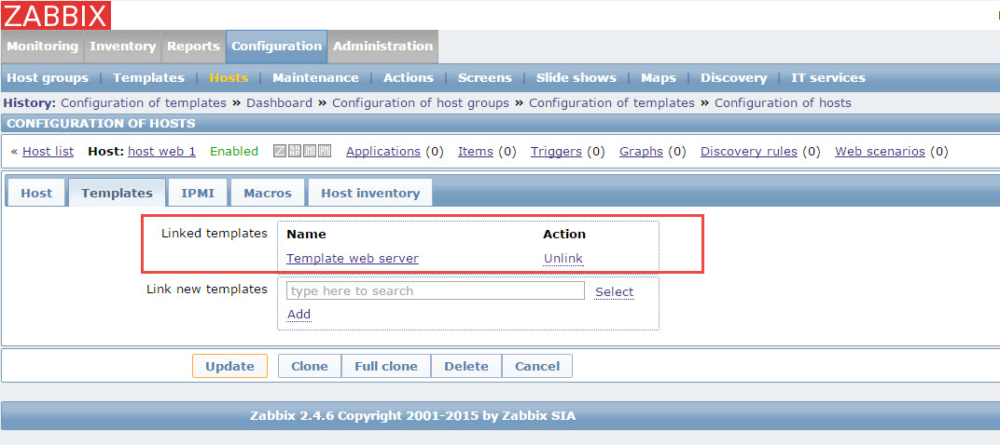 ZABBIX
Monitoring Inventory Reports Configuration Administration
Host groups | Templates | Hosts | Maintenance | Actions | Screens | Slide shows | Maps | Discovery | IT services
History: Configuration of templates » Dashboard » Configuration of host groups » Configuration of templates » Configuration of hosts
CONFIGURATION OF HOSTS
« Host list Host: host web 1 Enabled Z SNMP JMX IPMI Applications (0) Items (0) Triggers (0) Graphs (0) Discovery rules (0) Web scenarios (0)
Host Templates IPMI Macros Host inventory
Linked templates Name Action
Template web server Unlink
Link new templates type here to search Select
Add
Update Clone Full clone Delete Cancel
Zabbix 2.4.6 Copyright 2001-2015 by Zabbix SIA